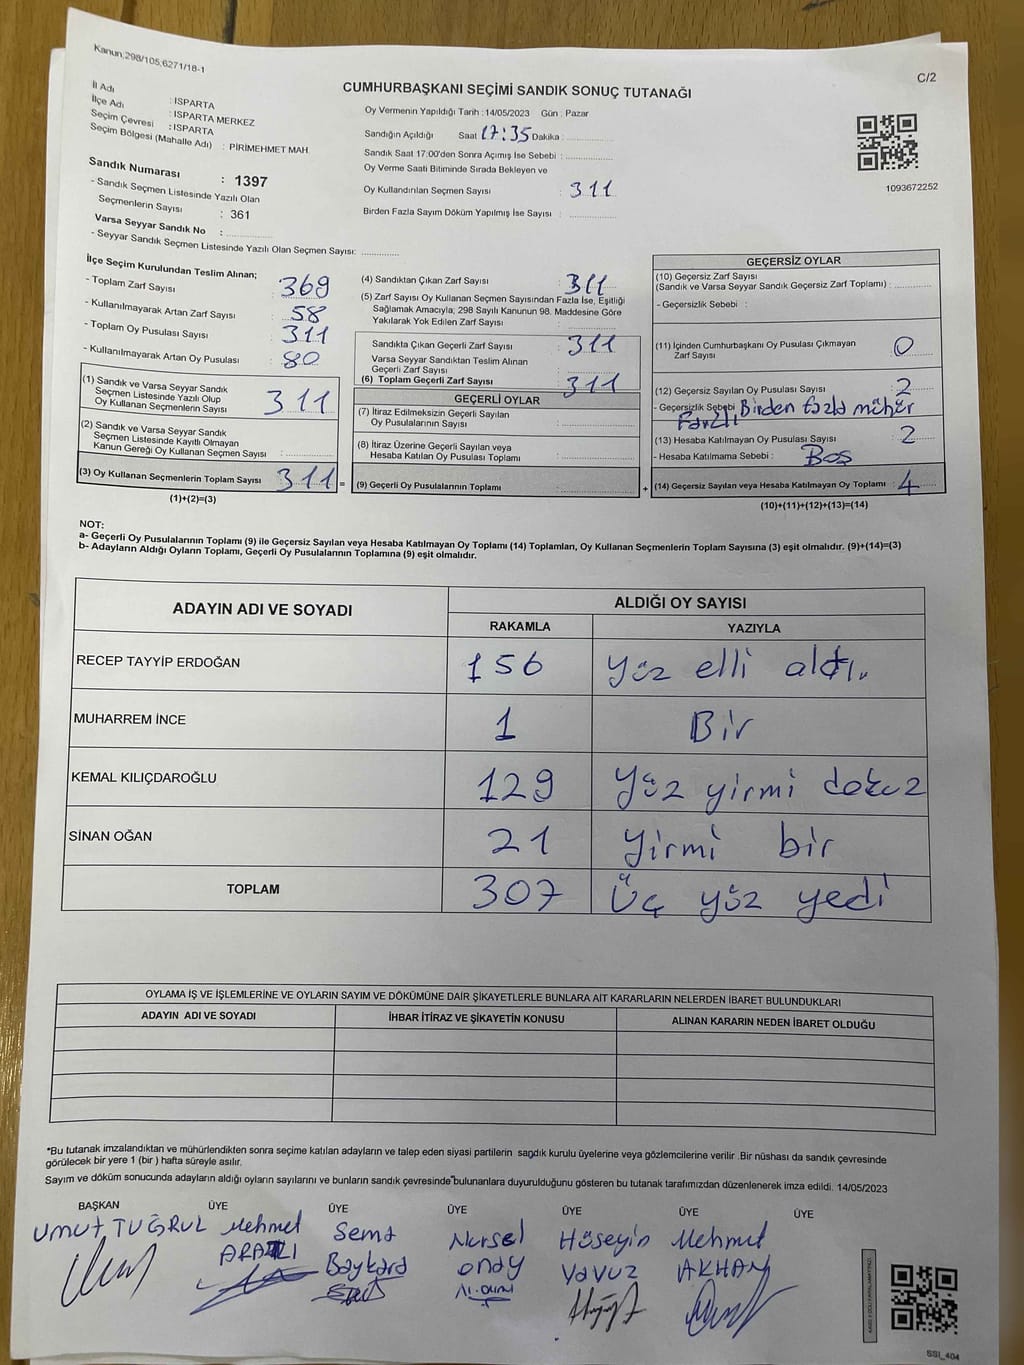 Kanun;298/105,6271/18-1
C/2
CUMHURBAŞKANI SEÇİMİ SANDIK SONUÇ TUTANAĞI
İl Adı : ISPARTA
İlçe Adı : ISPARTA MERKEZ
Seçim Çevresi : ISPARTA
Seçim Bölgesi (Mahalle Adı) : PİRİMEHMET MAH.
Sandık Numarası : 1397
- Sandık Seçmen Listesinde Yazılı Olan
Seçmenlerin Sayısı : 361
Varsa Seyyar Sandık No :
- Seyyar Sandık Seçmen Listesinde Yazılı Olan Seçmen Sayısı:
Oy Vermenin Yapıldığı Tarih : 14/05/2023 Gün : Pazar
Sandığın Açıldığı Saat 17:35 Dakika :
Sandık Saat 17:00'den Sonra Açımış İse Sebebi :
Oy Verme Saati Bitiminde Sırada Bekleyen ve
Oy Kullandırılan Seçmen Sayısı : 311
Birden Fazla Sayım Döküm Yapılmış İse Sayısı :
1093672252
İlçe Seçim Kurulundan Teslim Alınan;
- Toplam Zarf Sayısı : 369
- Kullanılmayarak Artan Zarf Sayısı : 58
- Toplam Oy Pusulası Sayısı : 311
- Kullanılmayarak Artan Oy Pusulası : 80
(1) Sandık ve Varsa Seyyar Sandık
Seçmen Listesinde Yazılı Olup
Oy Kullanan Seçmenlerin Sayısı : 311
(2) Sandık ve Varsa Seyyar Sandık
Seçmen Listesinde Kayıtlı Olmayan
Kanun Gereği Oy Kullanan Seçmen Sayısı :
(3) Oy Kullanan Seçmenlerin Toplam Sayısı : 311 =
(1)+(2)=(3)
(4) Sandıktan Çıkan Zarf Sayısı : 311
(5) Zarf Sayısı Oy Kullanan Seçmen Sayısından Fazla İse, Eşitliği
Sağlamak Amacıyla, 298 Sayılı Kanunun 98. Maddesine Göre
Yakılarak Yok Edilen Zarf Sayısı :
Sandıkta Çıkan Geçerli Zarf Sayısı : 311
Varsa Seyyar Sandıktan Teslim Alınan
Geçerli Zarf Sayısı :
(6) Toplam Geçerli Zarf Sayısı : 311
GEÇERLİ OYLAR
(7) İtiraz Edilmeksizin Geçerli Sayılan
Oy Pusulalarının Sayısı :
(8) İtiraz Üzerine Geçerli Sayılan veya
Hesaba Katılan Oy Pusulası Toplamı :
(9) Geçerli Oy Pusulalarının Toplamı : +
GEÇERSİZ OYLAR
(10) Geçersiz Zarf Sayısı
(Sandık ve Varsa Seyyar Sandık Geçersiz Zarf Toplamı) :
- Geçersizlik Sebebi :
(11) İçinden Cumhurbaşkanı Oy Pusulası Çıkmayan
Zarf Sayısı : 0
(12) Geçersiz Sayılan Oy Pusulası Sayısı : 2
- Geçersizlik Sebebi : Birden fazla mühür
Farklı
(13) Hesaba Katılmayan Oy Pusulası Sayısı : 2
- Hesaba Katılmama Sebebi : Boş
(14) Geçersiz Sayılan veya Hesaba Katılmayan Oy Toplamı : 4
(10)+(11)+(12)+(13)=(14)
NOT:
a- Geçerli Oy Pusulalarının Toplamı (9) ile Geçersiz Sayılan veya Hesaba Katılmayan Oy Toplamı (14) Toplamları, Oy Kullanan Seçmenlerin Toplam Sayısına (3) eşit olmalıdır. (9)+(14)=(3)
b- Adayların Aldığı Oyların Toplamı, Geçerli Oy Pusulalarının Toplamına (9) eşit olmalıdır.
ADAYIN ADI VE SOYADI ALDIĞI OY SAYISI
RAKAMLA YAZIYLA
RECEP TAYYİP ERDOĞAN 156 Yüz elli altı.
MUHARREM İNCE 1 Bir
KEMAL KILIÇDAROĞLU 129 Yüz yirmi dokuz
SİNAN OĞAN 21 Yirmi bir
TOPLAM 307 Üç yüz yedi
OYLAMA İŞ VE İŞLEMLERİNE VE OYLARIN SAYIM VE DÖKÜMÜNE DAİR ŞİKAYETLERLE BUNLARA AİT KARARLARIN NELERDEN İBARET BULUNDUKLARI
ADAYIN ADI VE SOYADI İHBAR İTİRAZ VE ŞİKAYETİN KONUSU ALINAN KARARIN NEDEN İBARET OLDUĞU
*Bu tutanak imzalandıktan ve mühürlendikten sonra seçime katılan adayların ve talep eden siyasi partilerin sandık kurulu üyelerine veya gözlemcilerine verilir .Bir nüshası da sandık çevresinde
görülecek bir yere 1 (bir ) hafta süreyle asılır.
Sayım ve döküm sonucunda adayların aldığı oyların sayılarını ve bunların sandık çevresinde bulunanlara duyurulduğunu gösteren bu tutanak tarafımızdan düzenlenerek imza edildi. 14/05/2023
BAŞKAN ÜYE ÜYE ÜYE ÜYE ÜYE ÜYE
Umut TUĞRUL Mehmet Sema Nursel Hüseyin Mehmet
ARATLI Baykara Onay Yavuz AKHAN
SSI_404